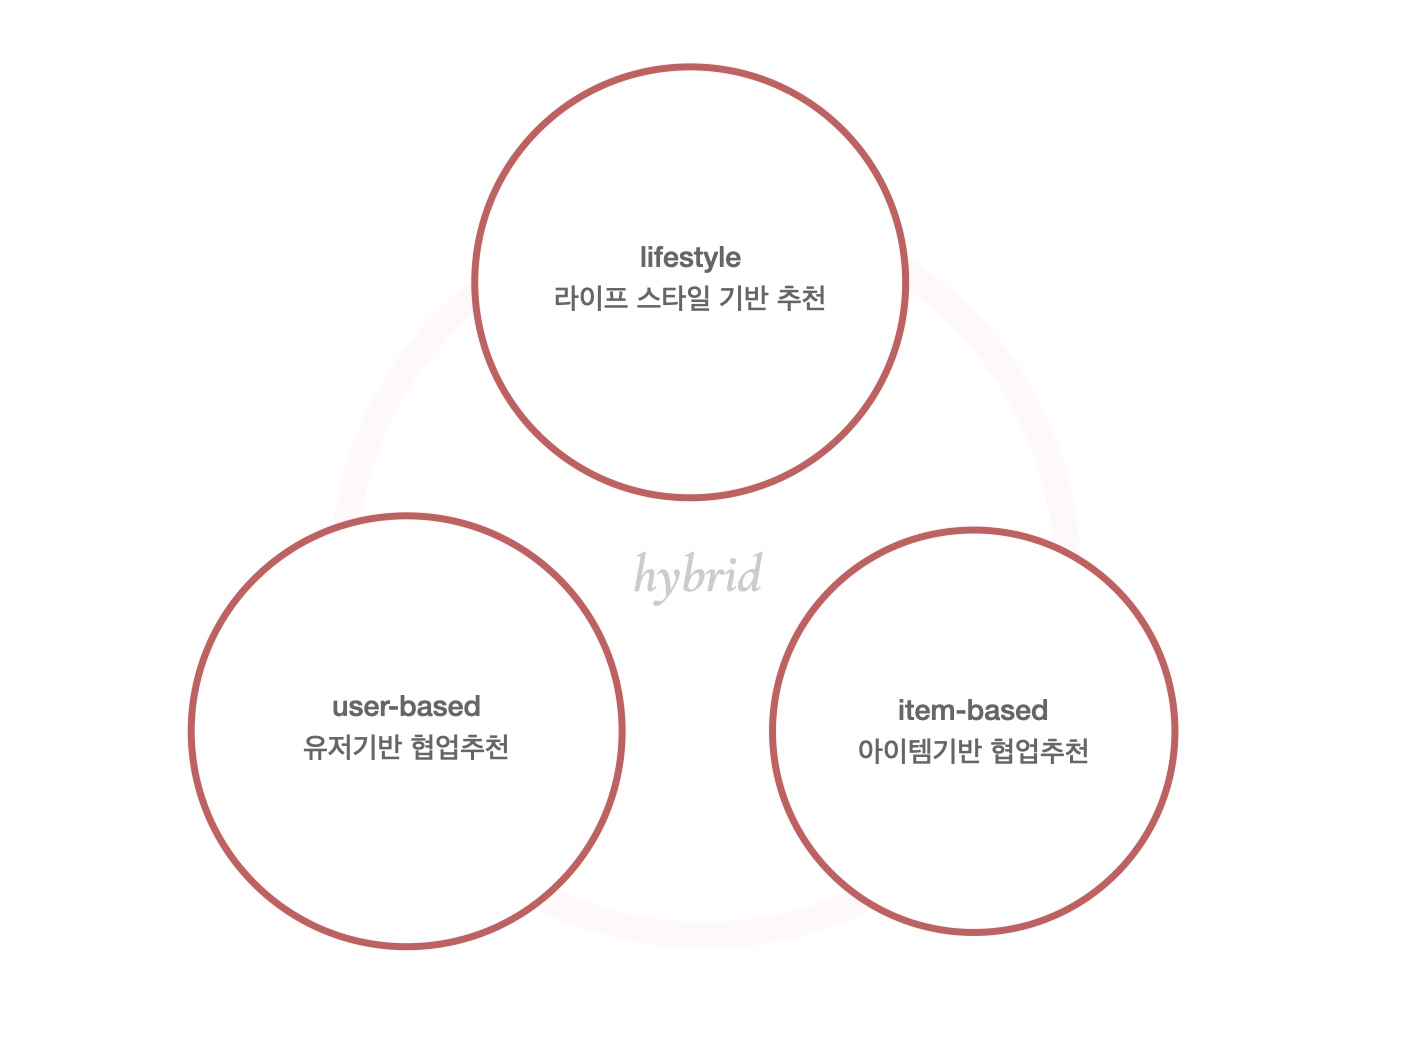 lifestyle
라이프 스타일 기반 추천
hybrid
user-based
유저기반 협업추천
item-based
아이템기반 협업추천